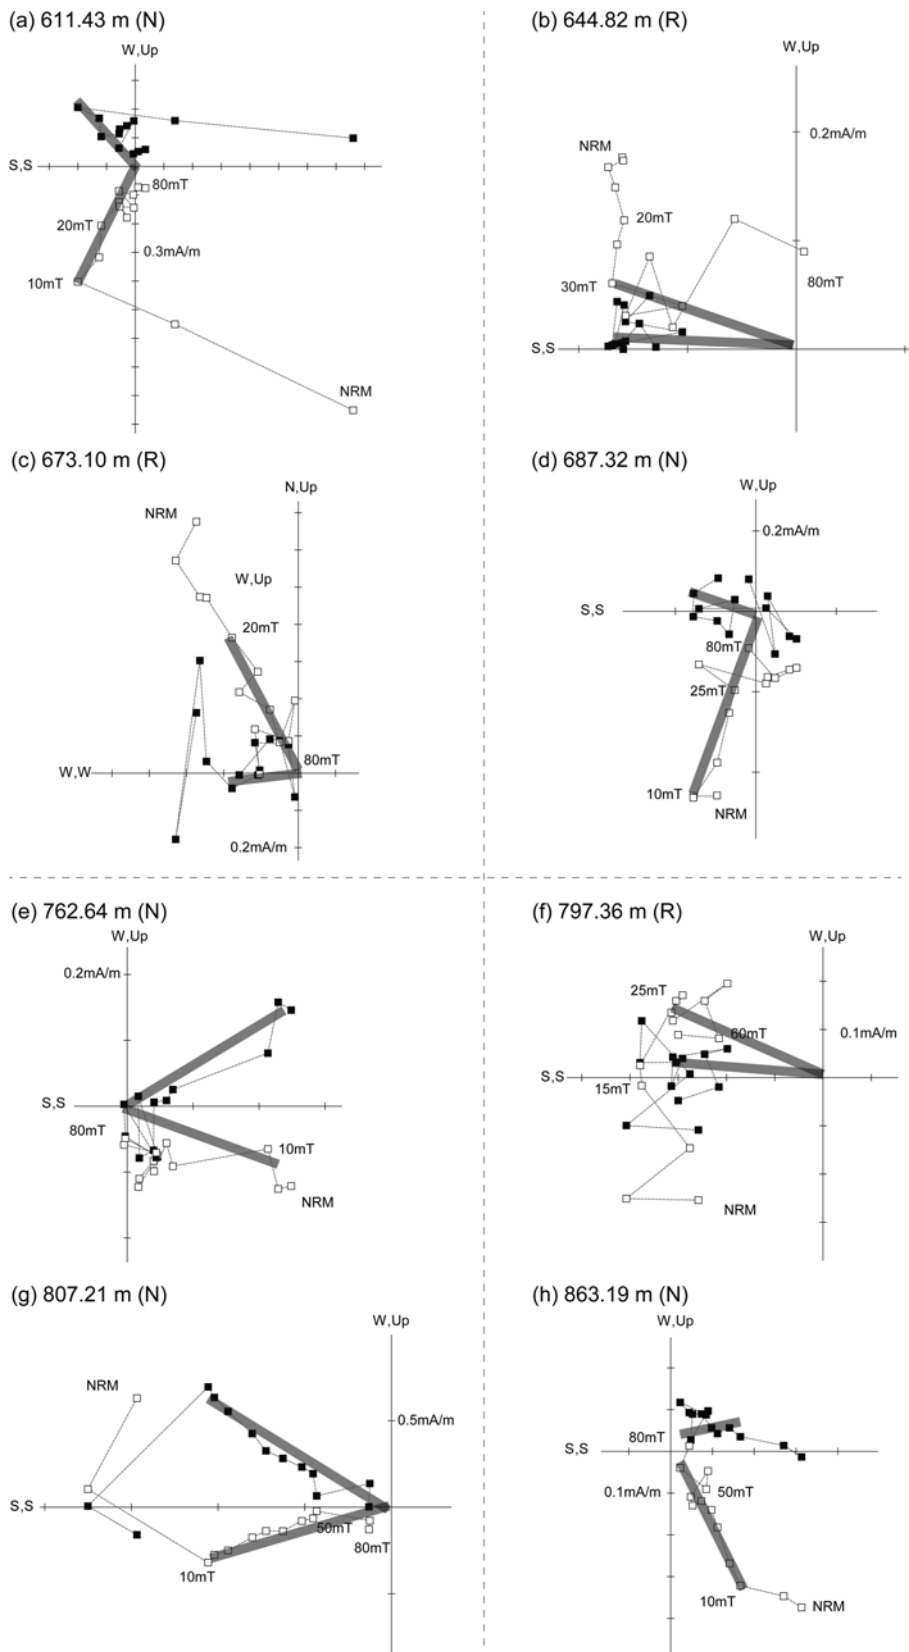 (a) 611.43 m (N)
W,Up
S,S
80mT
20mT
0.3mA/m
10mT
NRM
(b) 644.82 m (R)
W,Up
0.2mA/m
NRM
20mT
80mT
30mT
S,S
(c) 673.10 m (R)
N,Up
NRM
W,Up
20mT
80mT
W,W
0.2mA/m
(d) 687.32 m (N)
W,Up
0.2mA/m
S,S
80mT
25mT
10mT
NRM
(e) 762.64 m (N)
W,Up
0.2mA/m
S,S
80mT
10mT
NRM
(f) 797.36 m (R)
W,Up
25mT
60mT
0.1mA/m
S,S
15mT
NRM
(g) 807.21 m (N)
W,Up
NRM
0.5mA/m
S,S
50mT
80mT
10mT
(h) 863.19 m (N)
W,Up
80mT
S,S
0.1mA/m
50mT
10mT
NRM